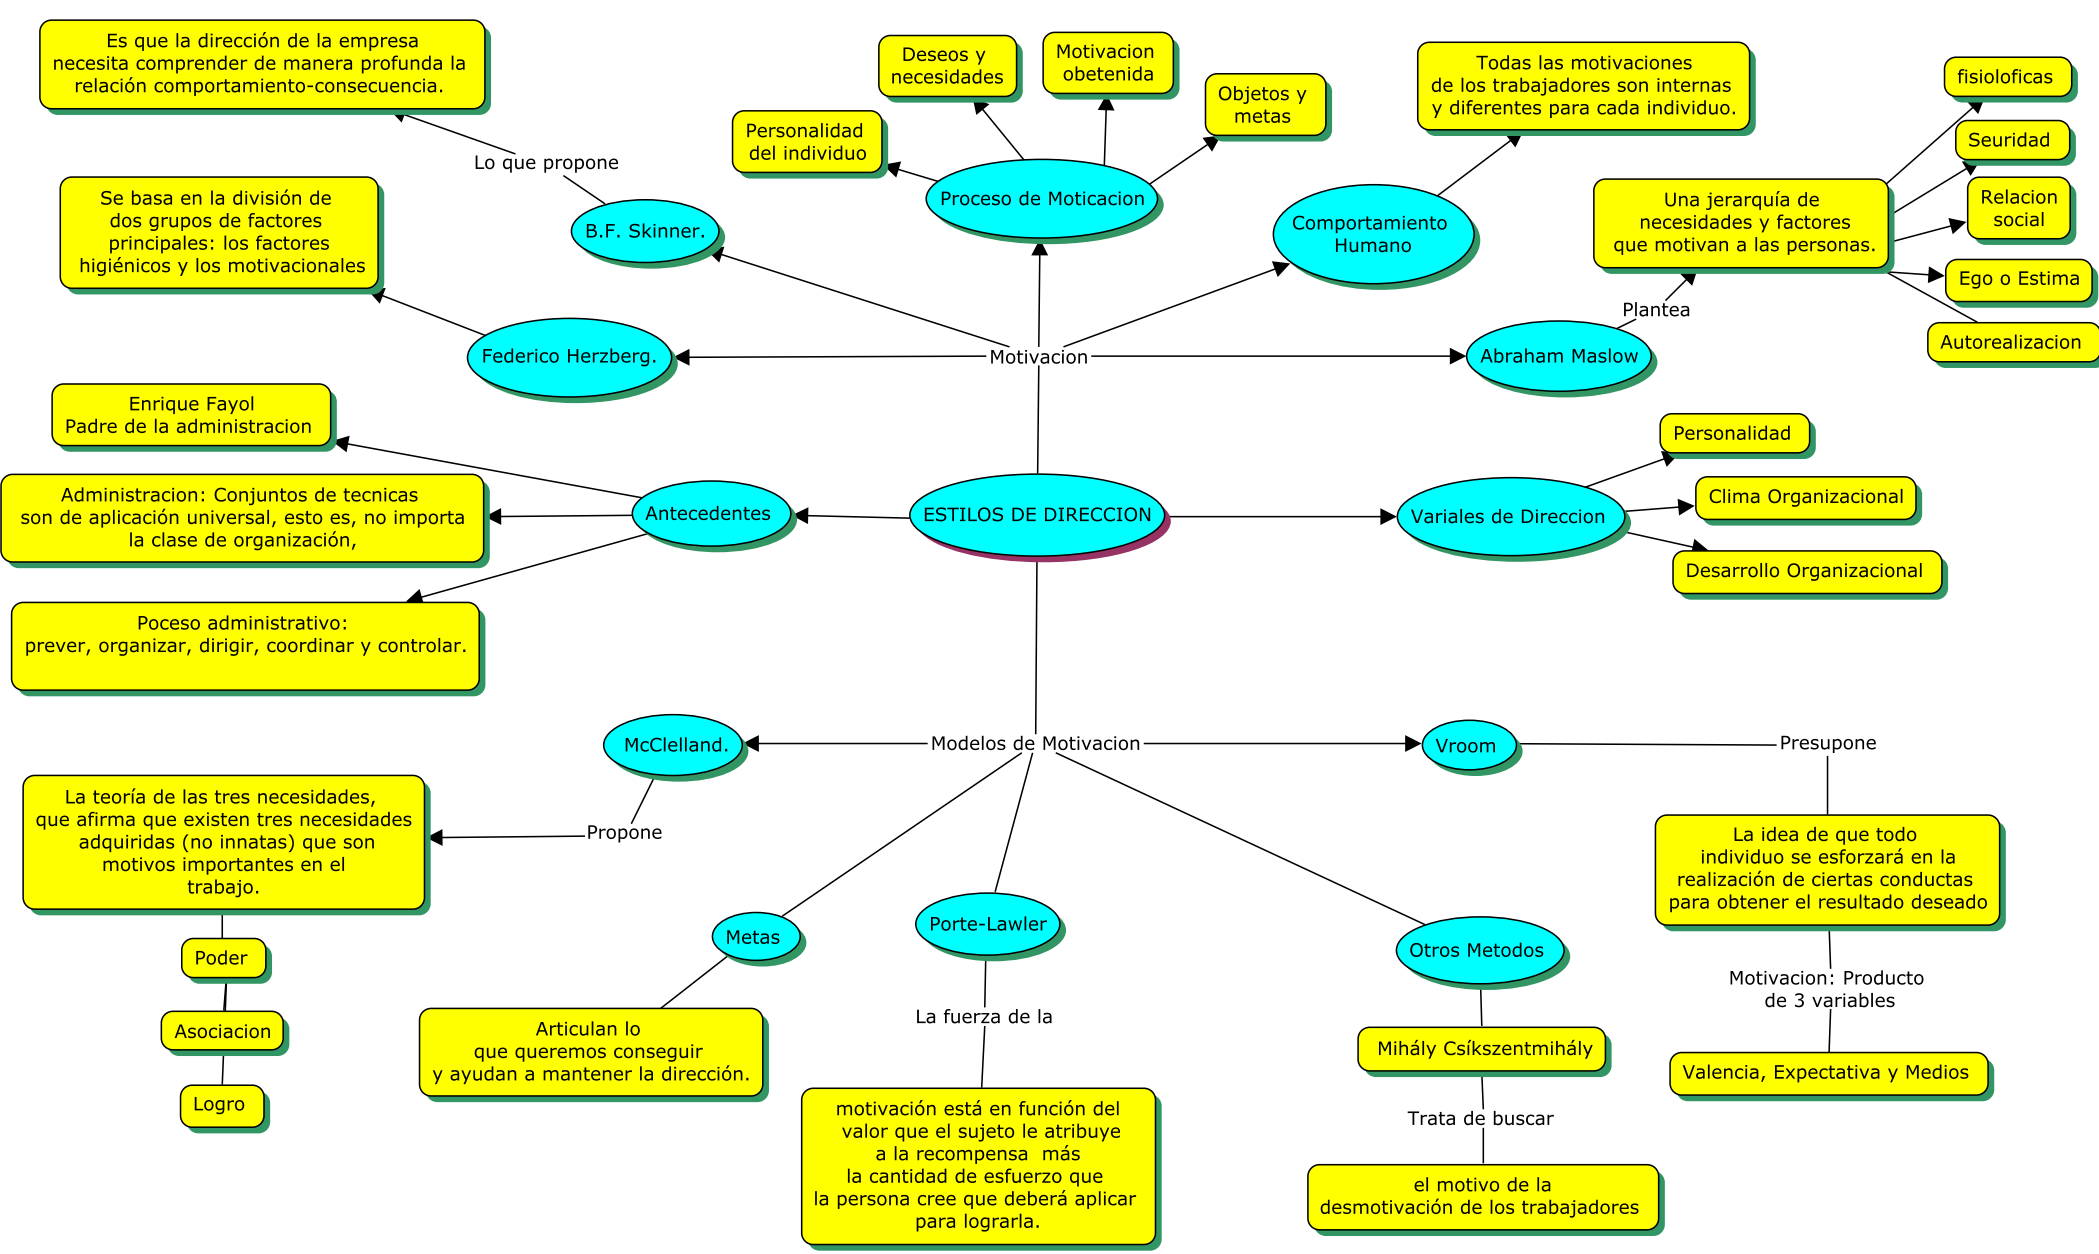 Es que la dirección de la empresa
necesita comprender de manera profunda la
relación comportamiento-consecuencia.
Lo que propone
B.F. Skinner.
Se basa en la división de
dos grupos de factores
principales: los factores
higiénicos y los motivacionales
Federico Herzberg.
Personalidad
del individuo
Deseos y
necesidades
Motivacion
obetenida
Objetos y
metas
Proceso de Moticacion
Todas las motivaciones
de los trabajadores son internas
y diferentes para cada individuo.
Comportamiento
Humano
Motivacion
Abraham Maslow
Plantea
Una jerarquía de
necesidades y factores
que motivan a las personas.
fisioloficas
Seuridad
Relacion
social
Ego o Estima
Autorealizacion
Enrique Fayol
Padre de la administracion
Administracion: Conjuntos de tecnicas
son de aplicación universal, esto es, no importa
la clase de organización,
Poceso administrativo:
prever, organizar, dirigir, coordinar y controlar.
Antecedentes
ESTILOS DE DIRECCION
Variales de Direccion
Personalidad
Clima Organizacional
Desarrollo Organizacional
Modelos de Motivacion
McClelland.
Propone
La teoría de las tres necesidades,
que afirma que existen tres necesidades
adquiridas (no innatas) que son
motivos importantes en el
trabajo.
Poder
Asociacion
Logro
Metas
Articulan lo
que queremos conseguir
y ayudan a mantener la dirección.
Porte-Lawler
La fuerza de la
motivación está en función del
valor que el sujeto le atribuye
a la recompensa  más
la cantidad de esfuerzo que
la persona cree que deberá aplicar
para lograrla.
Otros Metodos
Mihály Csíkszentmihály
Trata de buscar
el motivo de la
desmotivación de los trabajadores
Vroom
Presupone
La idea de que todo
individuo se esforzará en la
realización de ciertas conductas
para obtener el resultado deseado
Motivacion: Producto
de 3 variables
Valencia, Expectativa y Medios